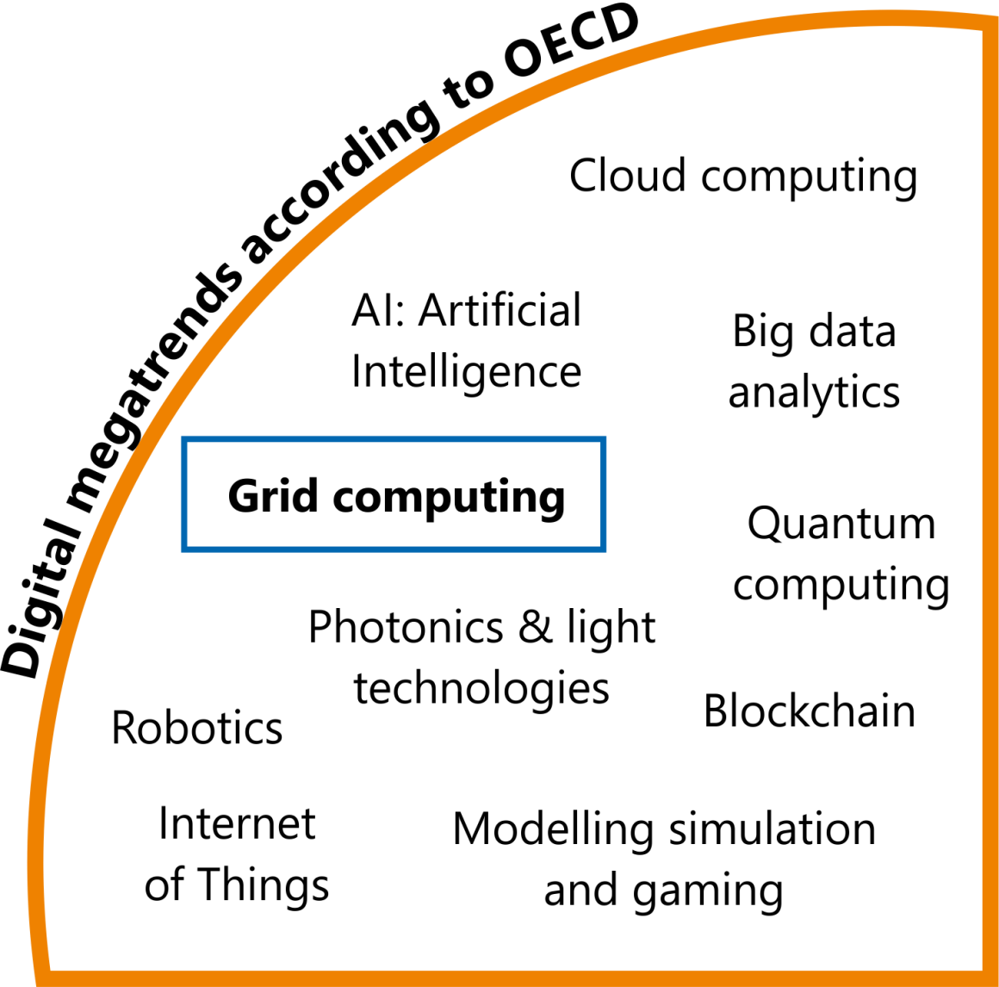 Digital megatrends according to OECD
Cloud computing
AI: Artificial
Intelligence
Big data
analytics
Grid computing
Quantum
computing
Photonics & light
technologies
Blockchain
Robotics
Internet
of Things
Modelling simulation
and gaming